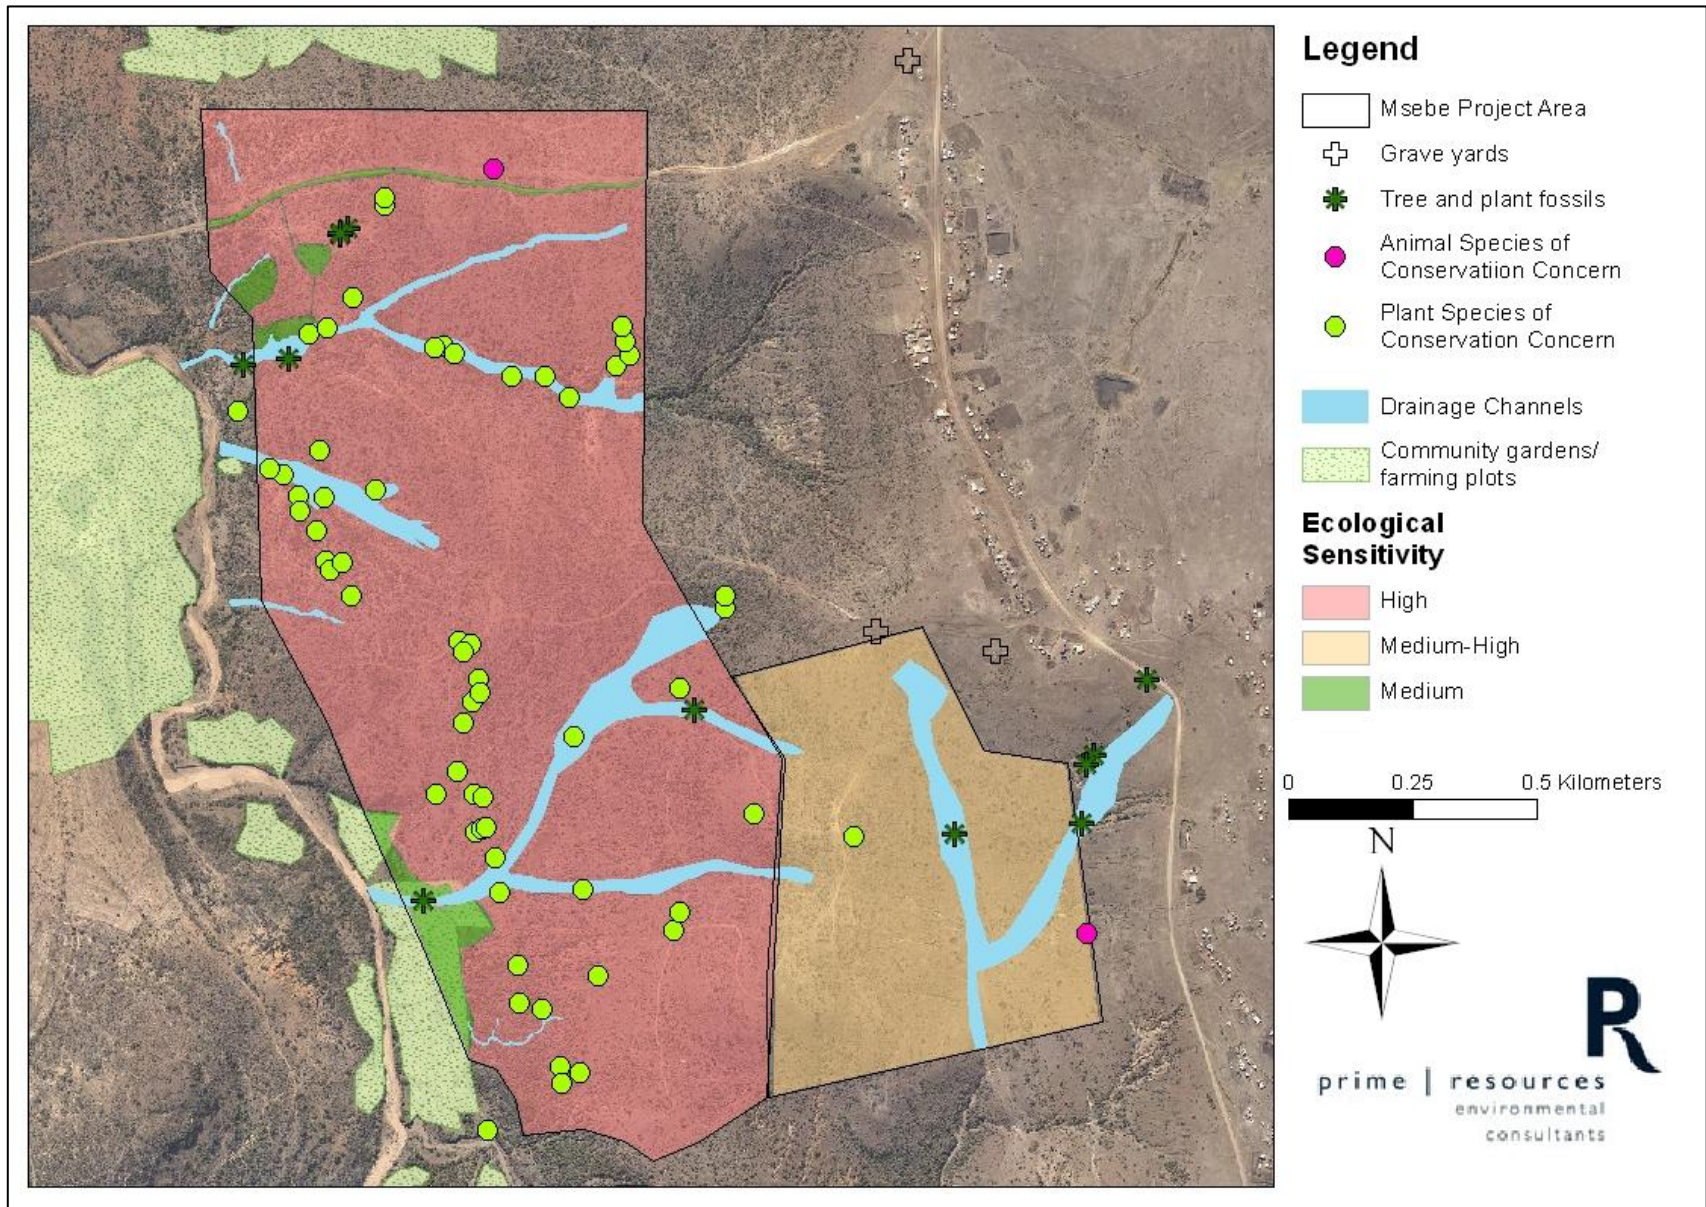 Legend
Msebe Project Area
Grave yards
Tree and plant fossils
Animal Species of
Conservatiion Concern
Plant Species of
Conservation Concern
Drainage Channels
Community gardens/
farming plots
Ecological
Sensitivity
High
Medium-High
Medium
0 0.25 0.5 Kilometers
N
R
prime | resources
environmental
consultants